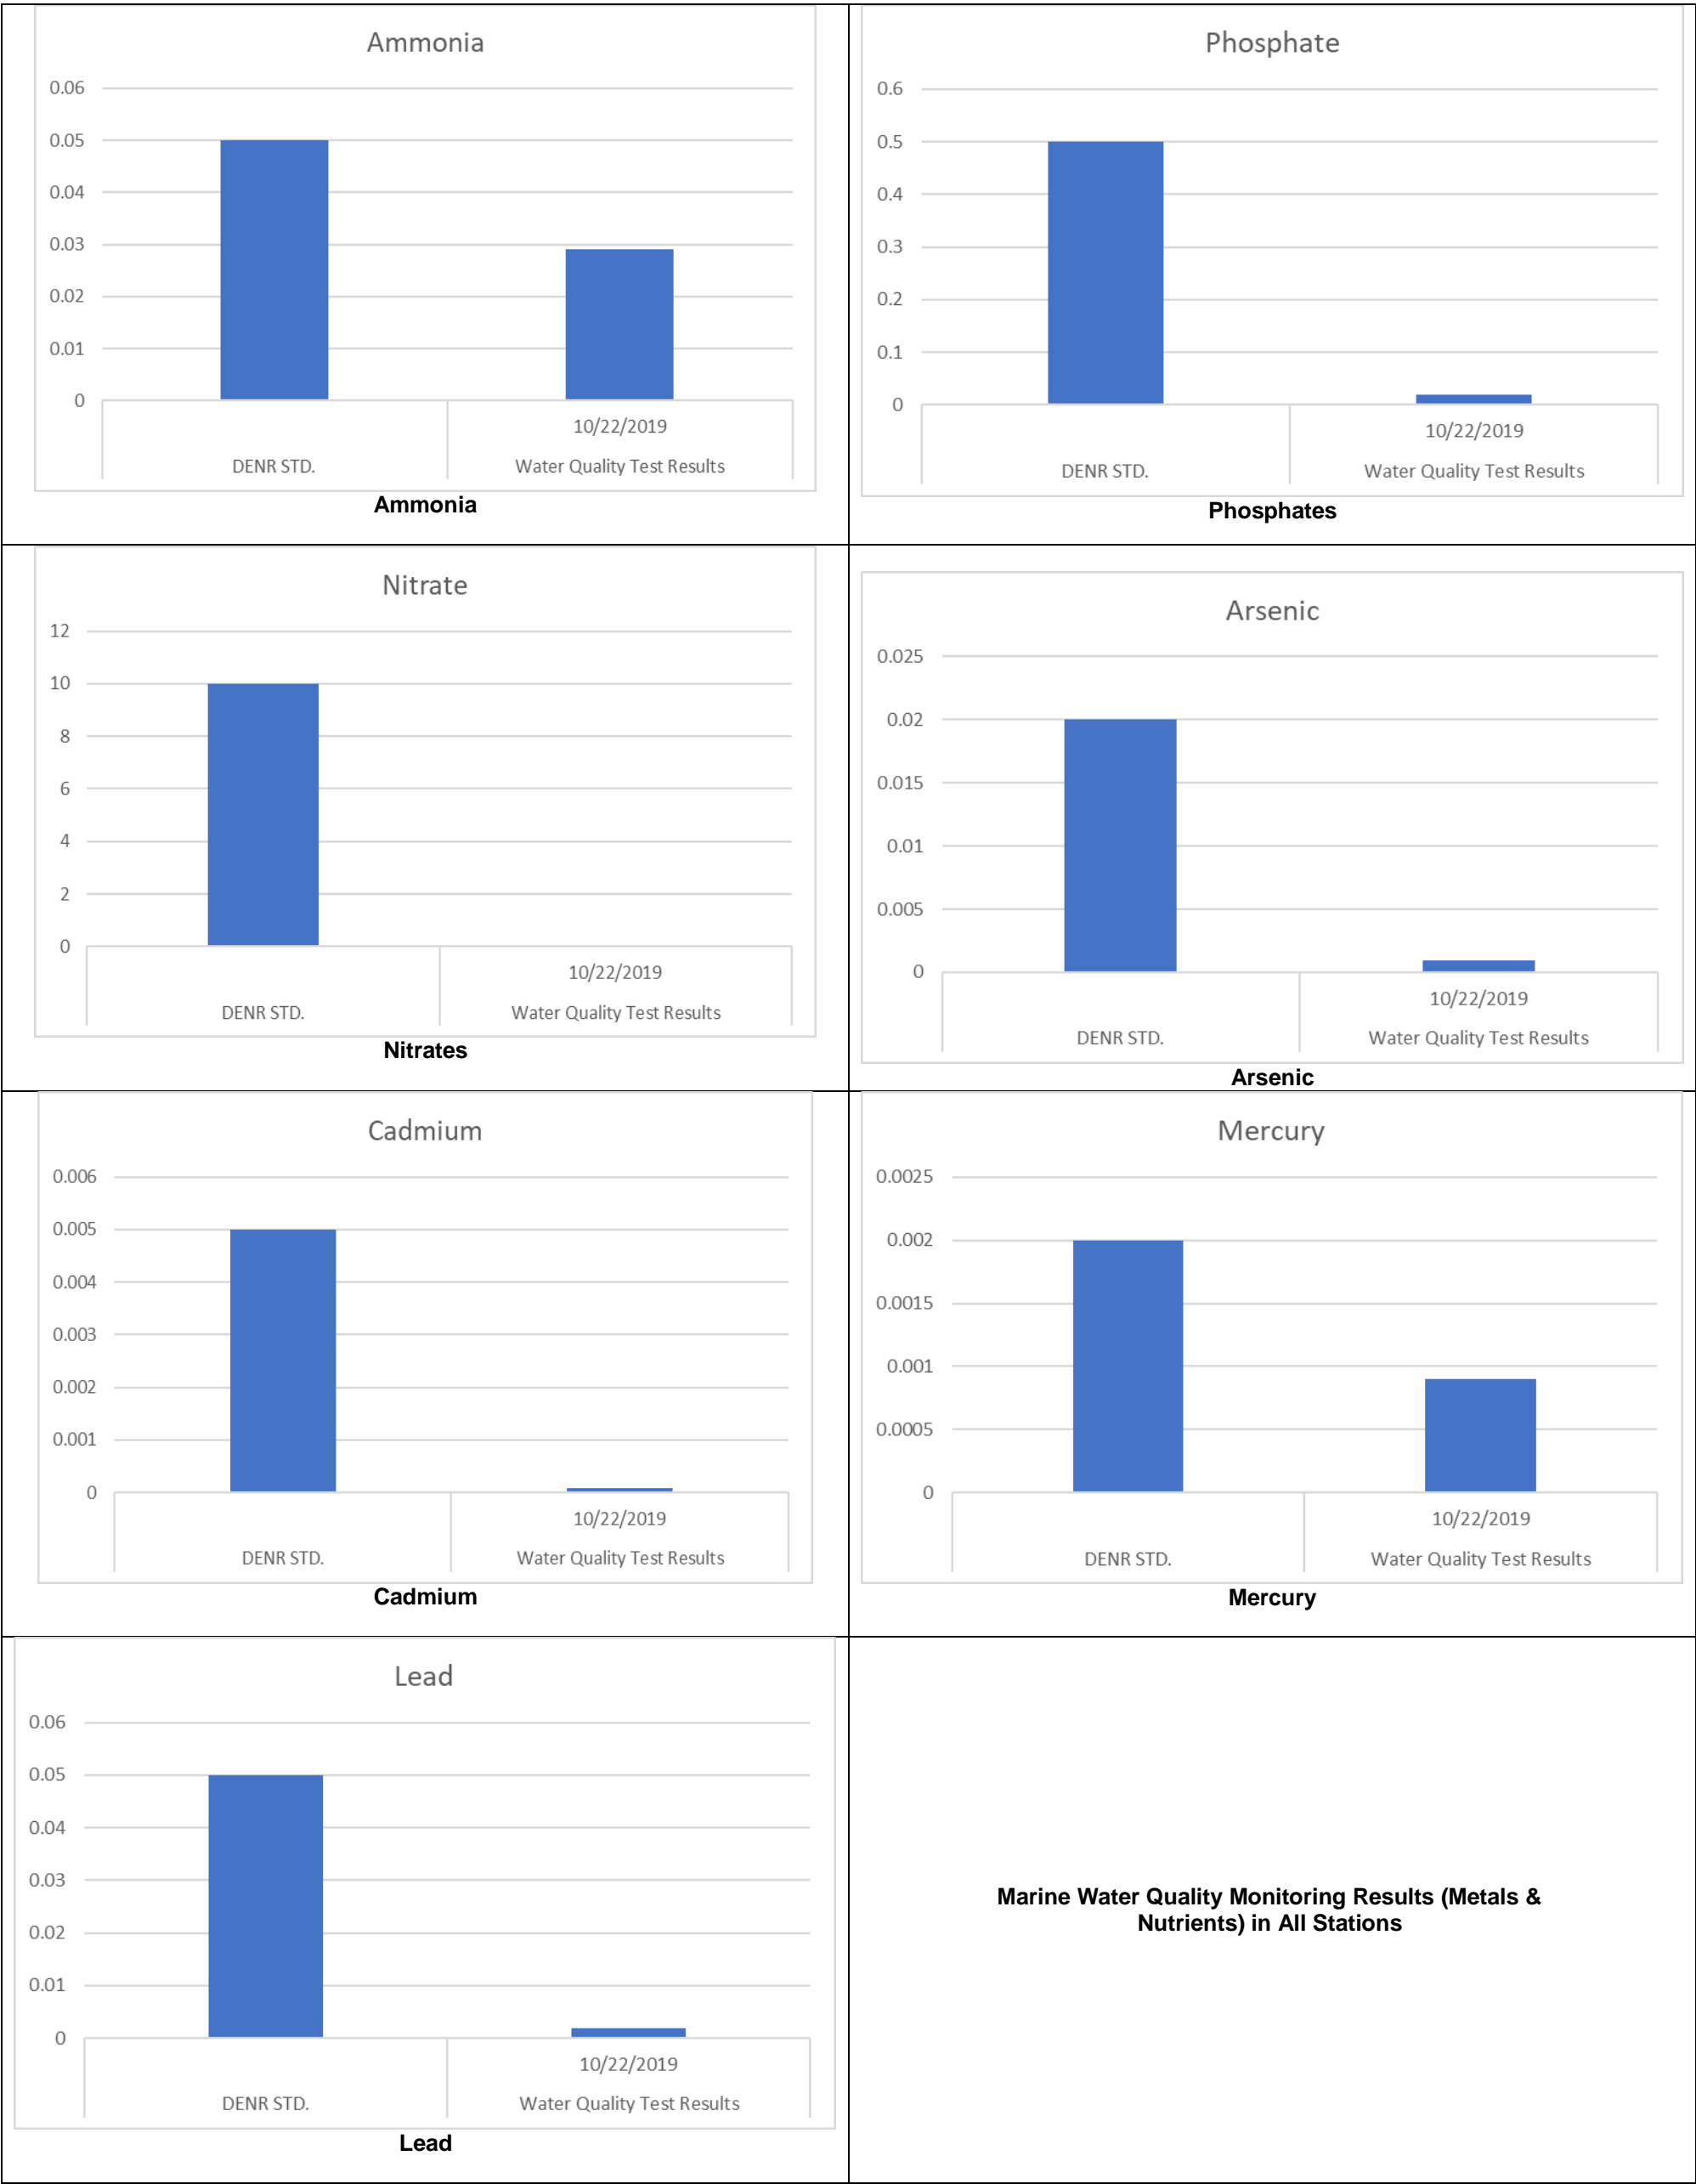 Ammonia
0.06
0.05
0.04
0.03
0.02
0.01
0
10/22/2019
DENR STD.
Water Quality Test Results
Ammonia
Phosphate
0.6
0.5
0.4
0.3
0.2
0.1
0
10/22/2019
DENR STD.
Water Quality Test Results
Phosphates
Nitrate
12
10
8
6
4
2
0
10/22/2019
DENR STD.
Water Quality Test Results
Nitrates
Arsenic
0.025
0.02
0.015
0.01
0.005
0
10/22/2019
DENR STD.
Water Quality Test Results
Arsenic
Cadmium
0.006
0.005
0.004
0.003
0.002
0.001
0
10/22/2019
DENR STD.
Water Quality Test Results
Cadmium
Mercury
0.0025
0.002
0.0015
0.001
0.0005
0
10/22/2019
DENR STD.
Water Quality Test Results
Mercury
Lead
0.06
0.05
0.04
0.03
0.02
0.01
0
10/22/2019
DENR STD.
Water Quality Test Results
Lead
Marine Water Quality Monitoring Results (Metals &
Nutrients) in All Stations